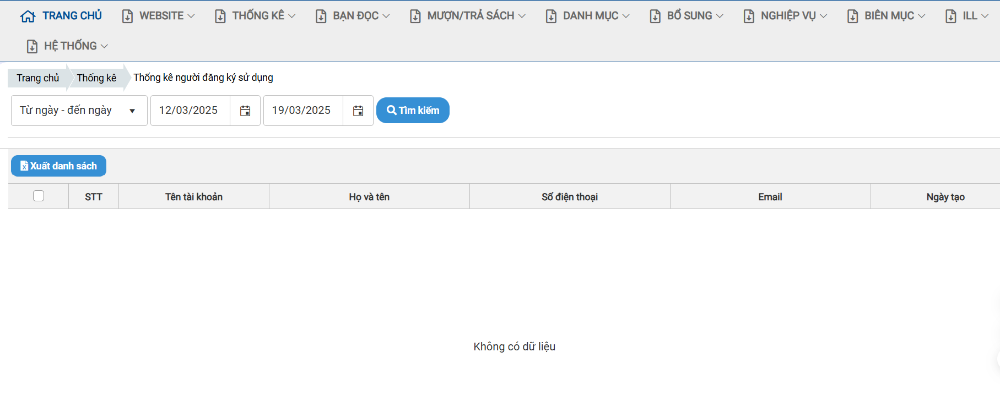 TRANG CHỦ WEBSITE THỐNG KÊ BẠN ĐỌC MƯỢN/TRẢ SÁCH DANH MỤC BỔ SUNG NGHIỆP VỤ BIÊN MỤC ILL
HỆ THỐNG
Trang chủ Thống kê Thống kê người đăng ký sử dụng
Từ ngày - đến ngày 12/03/2025 19/03/2025 Tìm kiếm
Xuất danh sách
STT Tên tài khoản Họ và tên Số điện thoại Email Ngày tạo
Không có dữ liệu